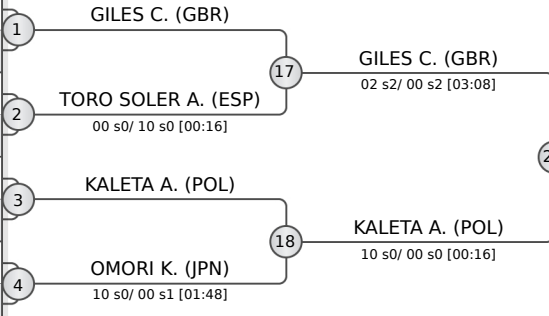 GILES C. (GBR)
1
17
GILES C. (GBR)
02 s2/ 00 s2 [03:08]
TORO SOLER A. (ESP)
2
00 s0/ 10 s0 [00:16]
2
KALETA A. (POL)
3
18
KALETA A. (POL)
10 s0/ 00 s0 [00:16]
OMORI K. (JPN)
4
10 s0/ 00 s1 [01:48]